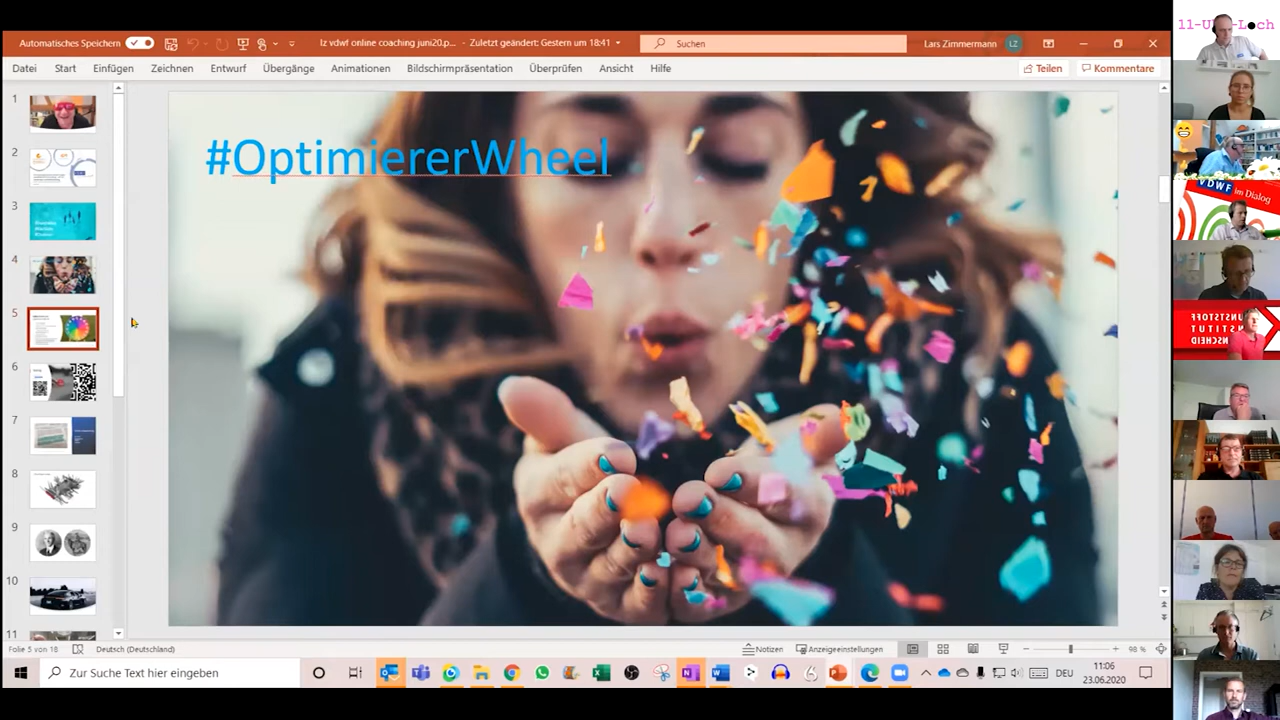 Automatisches Speichern
lz vdwf online coaching juni20.p... - Zuletzt geändert: Gestern um 18:41
Suchen
Lars Zimmermann
LZ
Datei Start Einfügen Zeichnen Entwurf Übergänge Animationen Bildschirmpräsentation Überprüfen Ansicht Hilfe
Teilen Kommentare
1
2
3
4
5
6
7
8
9
10
11
#OptimiererWheel
Folie 5 von 18
Deutsch (Deutschland)
Notizen Anzeigeeinstellungen
98 %
Zur Suche Text hier eingeben
DEU
11:06
23.06.2020
VDWF im Dialog